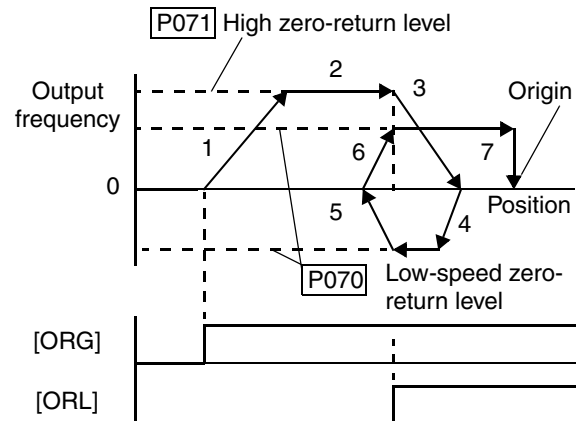 P071 High zero-return level
Output
frequency
2
3
Origin
1
6
7
0
5
4
Position
P070
Low-speed zero-
return level
[ORG]
[ORL]